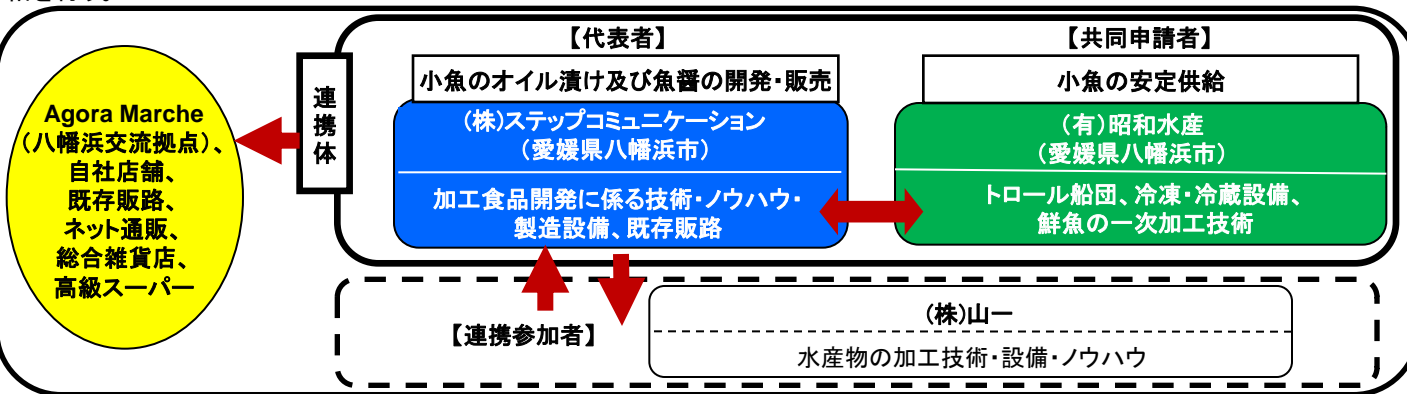 Agora Marche
(八幡浜交流拠点)、
自社店舗、
既存販路、
ネット通販、
総合雑貨店、
高級スーパー
連
携
体
【代表者】
小魚のオイル漬け及び魚醤の開発・販売
(株)ステップコミュニケーション
(愛媛県八幡浜市)
加工食品開発に係る技術・ノウハウ・
製造設備、既存販路
【共同申請者】
小魚の安定供給
(有)昭和水産
(愛媛県八幡浜市)
トロール船団、冷凍・冷蔵設備、
鮮魚の一次加工技術
【連携参加者】
(株)山一
水産物の加工技術・設備・ノウハウ